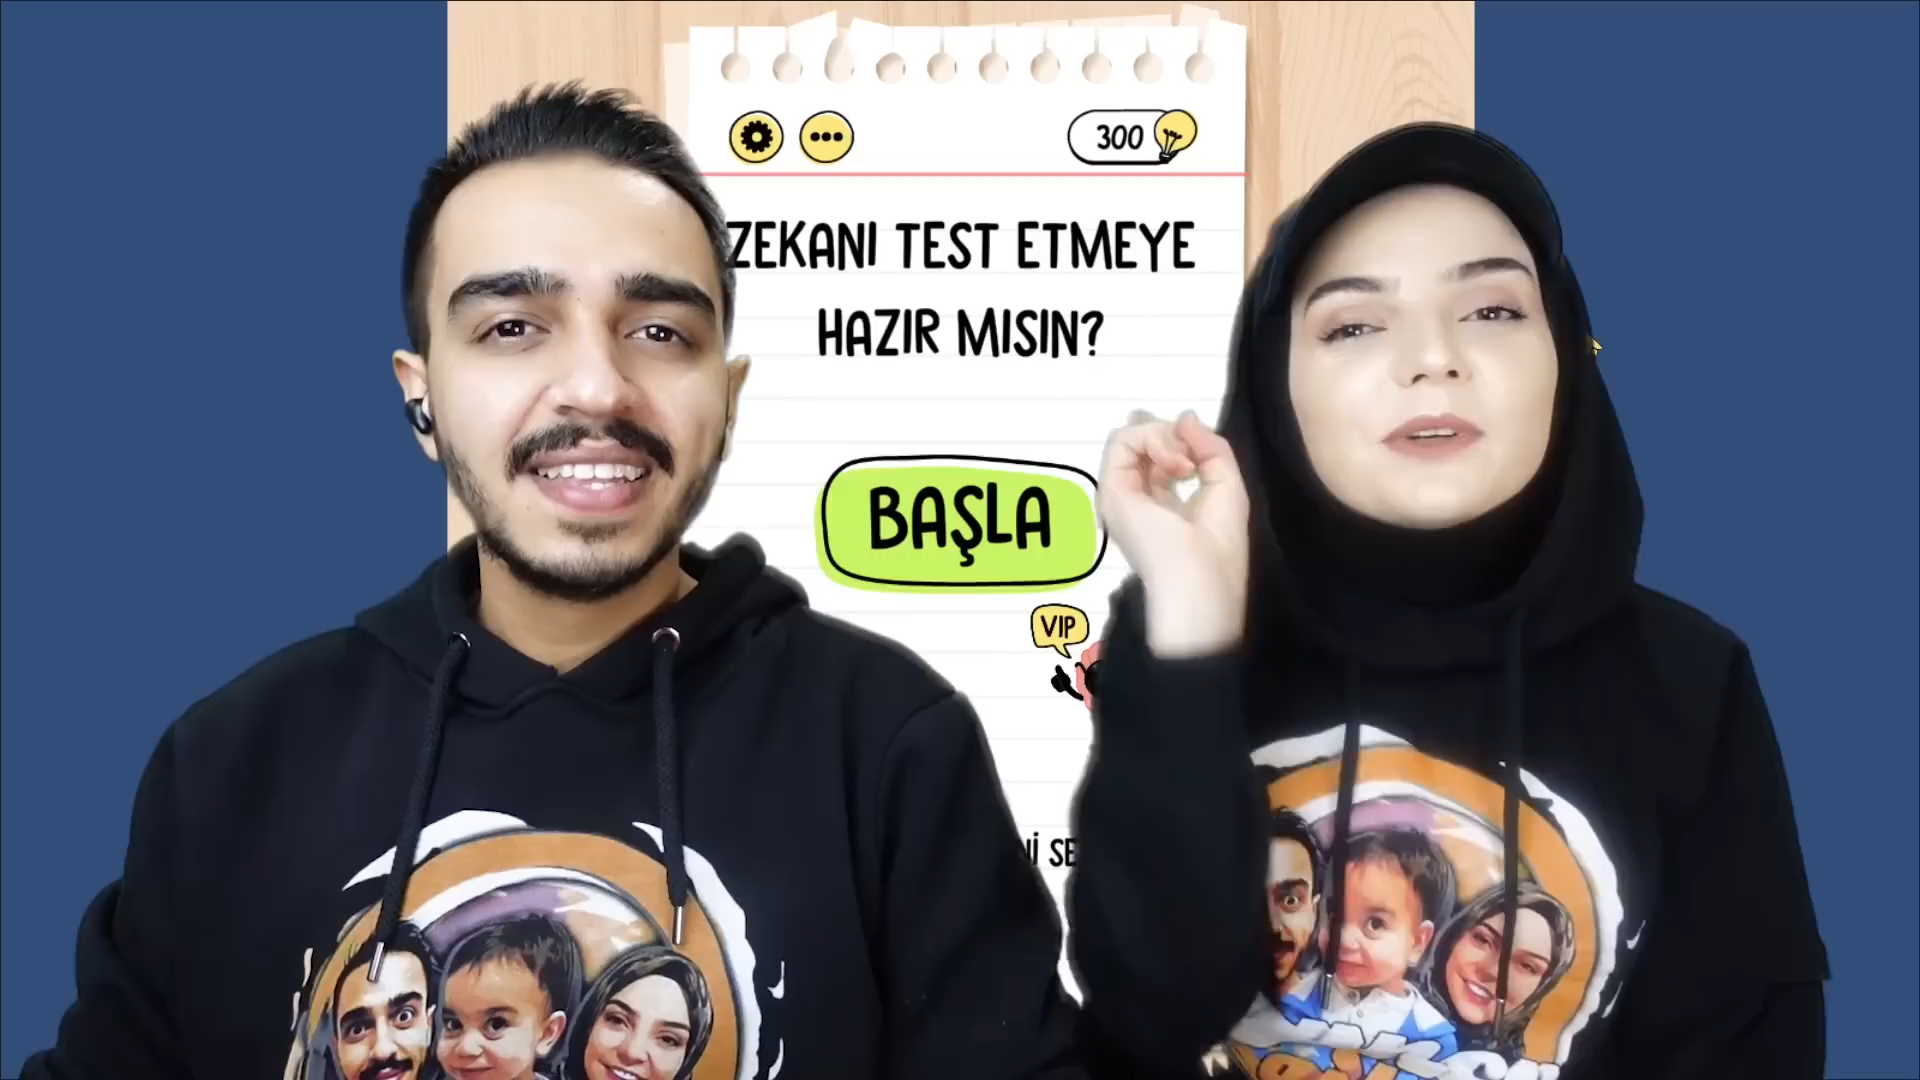 300
ZEKANI TEST ETMEYE
HAZIR MISIN?
BAŞLA
VIP